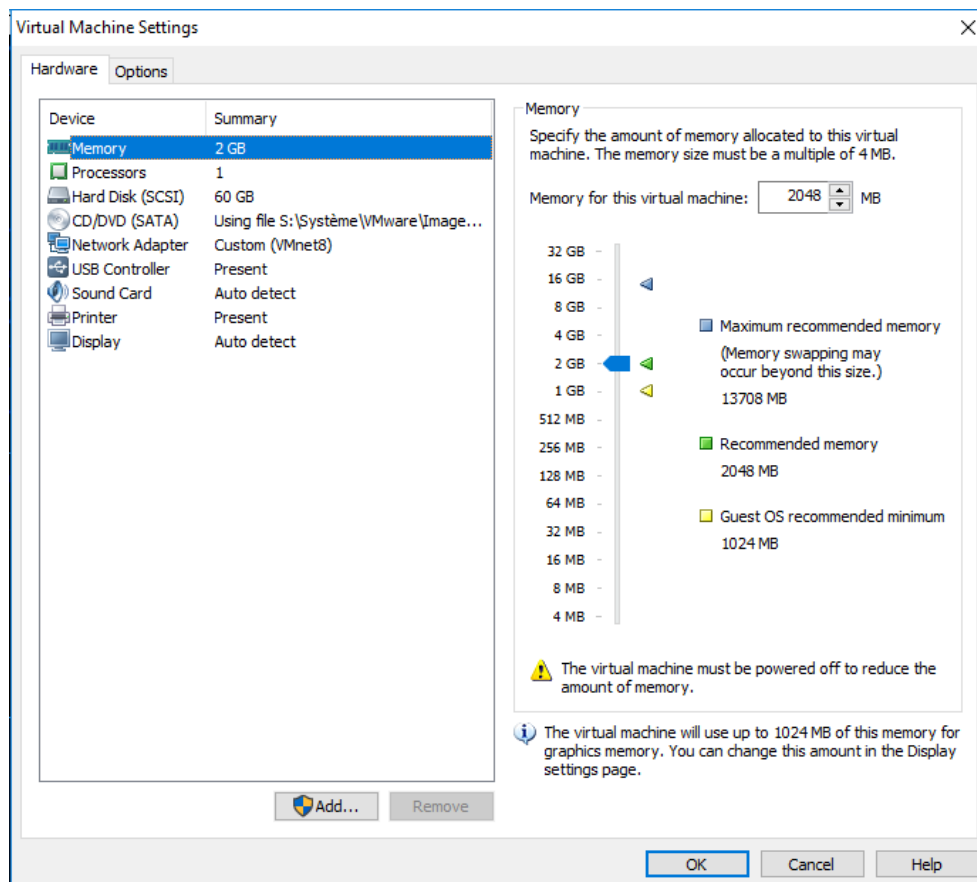 Virtual Machine Settings
Hardware Options
Device Summary
Memory 2 GB
Processors 1
Hard Disk (SCSI) 60 GB
CD/DVD (SATA) Using file S:\Système\VMware\Image...
Network Adapter Custom (VMnet8)
USB Controller Present
Sound Card Auto detect
Printer Present
Display Auto detect
Add... Remove
Memory
Specify the amount of memory allocated to this virtual
machine. The memory size must be a multiple of 4 MB.
Memory for this virtual machine: 2048 MB
32 GB
16 GB
8 GB
4 GB
2 GB
1 GB
512 MB
256 MB
128 MB
64 MB
32 MB
16 MB
8 MB
4 MB
Maximum recommended memory
(Memory swapping may
occur beyond this size.)
13708 MB
Recommended memory
2048 MB
Guest OS recommended minimum
1024 MB
The virtual machine must be powered off to reduce the
amount of memory.
The virtual machine will use up to 1024 MB of this memory for
graphics memory. You can change this amount in the Display
settings page.
OK Cancel Help